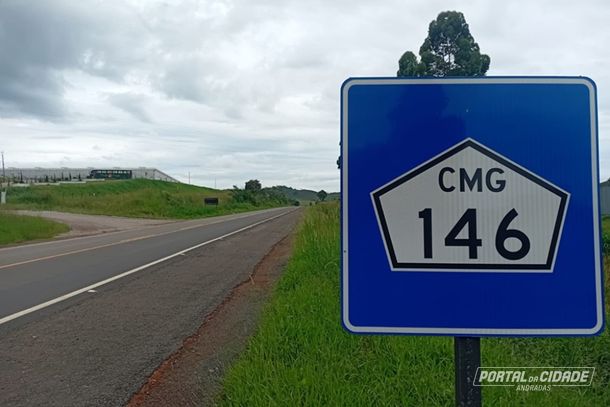 CMG
146
PORTAL DA CIDADE
ANDRADAS